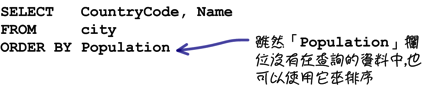 SELECT CountryCode, Name
FROM city
ORDER BY Population
雖然「Population」欄
位沒有在查詢的資料中,也
可以使用它來排序